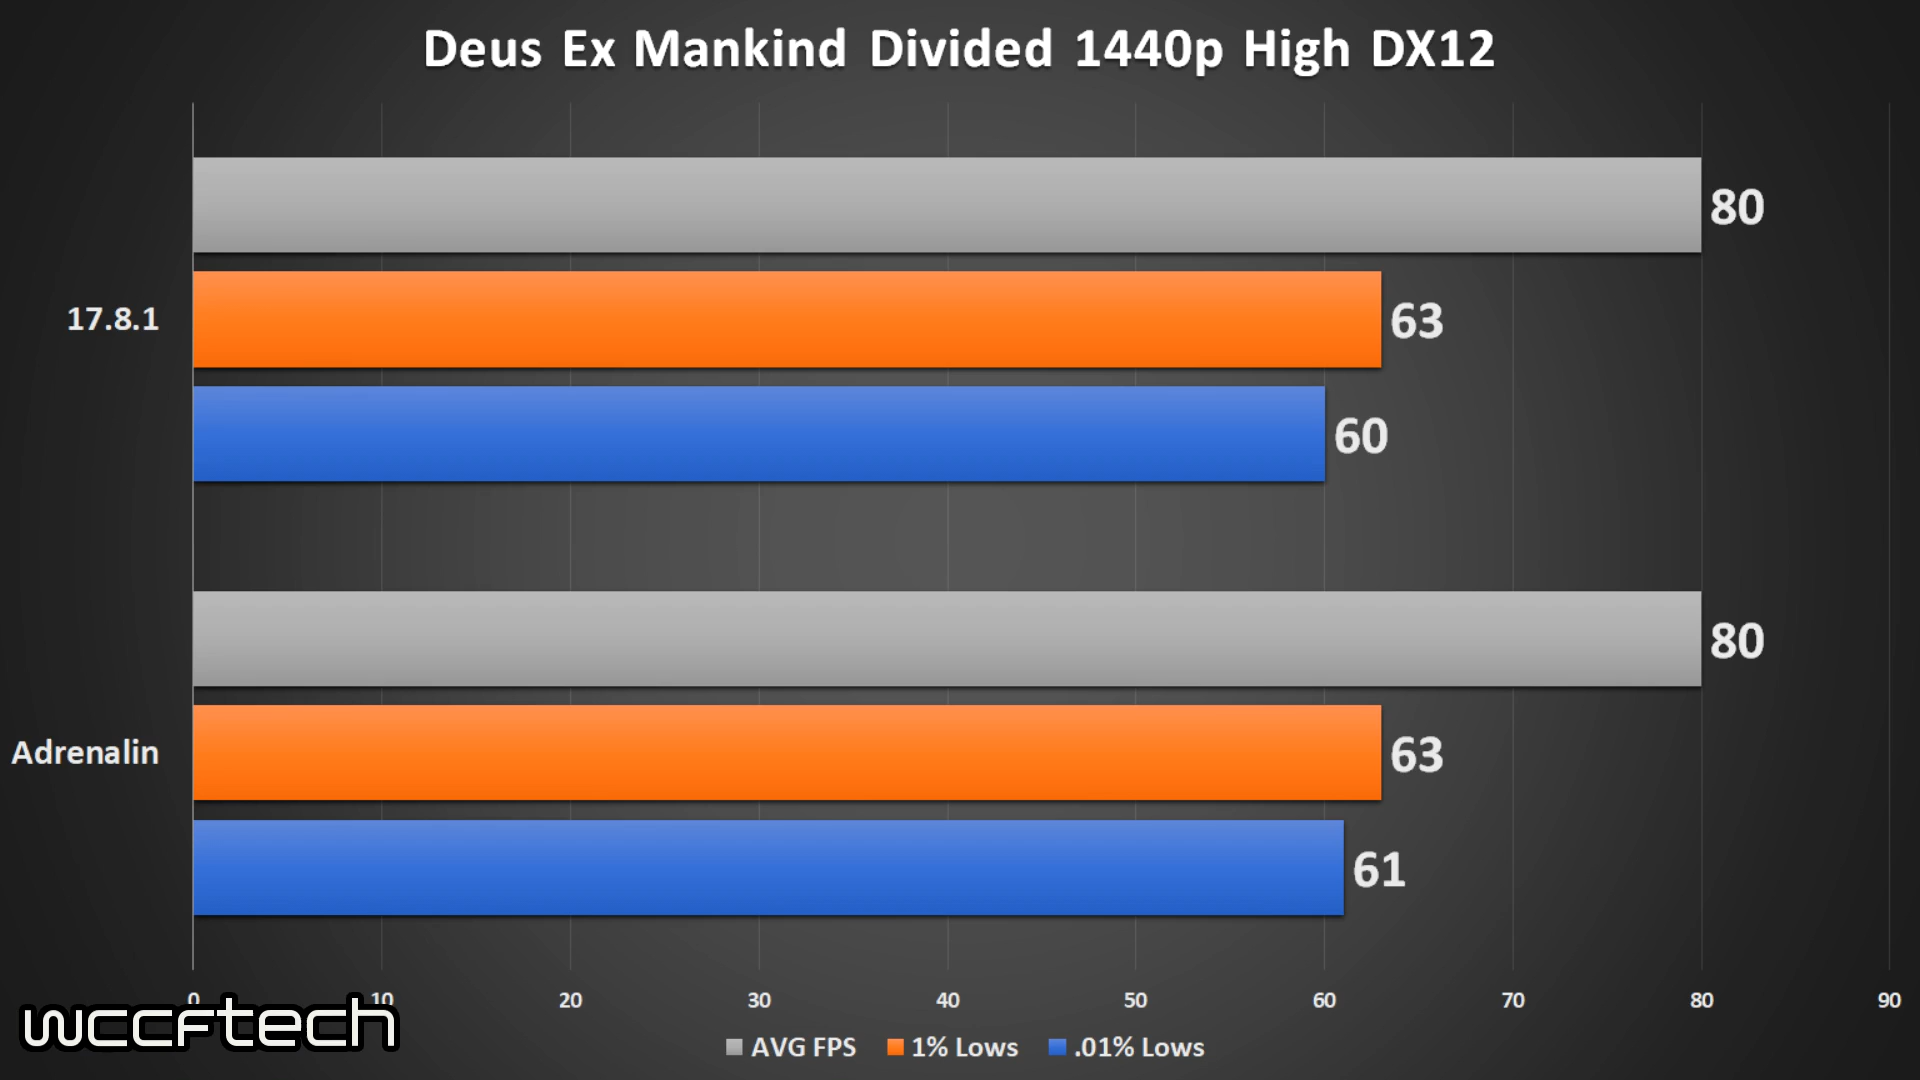 Deus Ex Mankind Divided 1440p High DX12
80
17.8.1
63
60
80
Adrenalin
63
61
0 10 20 30 40 50 60 70 80 90
wccftech
AVG FPS 1% Lows .01% Lows